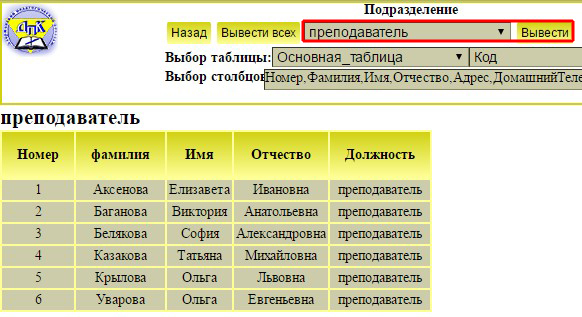 Подразделение
Назад Вывести всех преподаватель Вывести
Выбор таблицы: Основная_таблица Код
Выбор столбцов Номер,Фамилия,Имя,Отчество,Адрес,ДомашнийТеле
преподаватель
Номер фамилия Имя Отчество Должность
1 Аксенова Елизавета Ивановна преподаватель
2 Баганова Виктория Анатольевна преподаватель
3 Белякова София Александровна преподаватель
4 Казакова Татьяна Михайловна преподаватель
5 Крылова Ольга Львовна преподаватель
6 Уварова Ольга Евгеньевна преподаватель